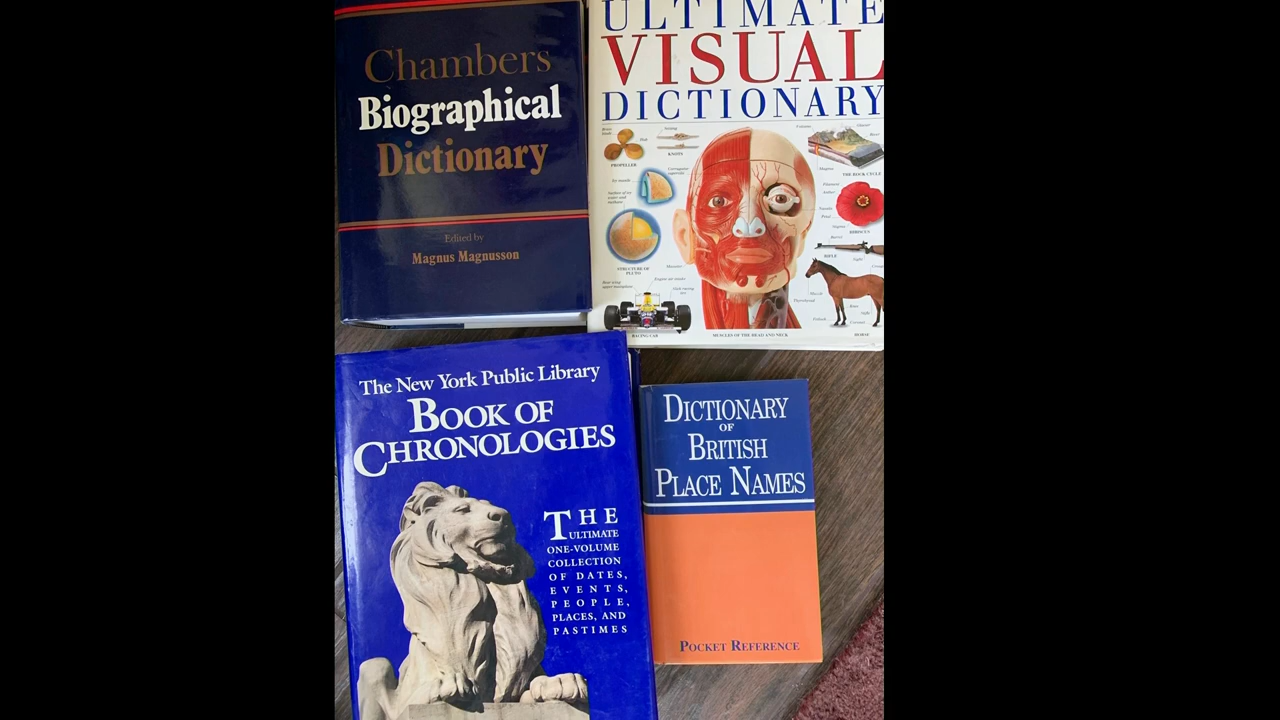 Chambers
Biographical
Dictionary
Edited by
Magnus Magnusson
ULTIMATE
VISUAL
DICTIONARY
PROPELLER
KNOTS
THE ROCK CYCLE
Magma
Filament
HIBISCUS
RIFLE
STRUCTURE OF
PLUTO
RACING CAR
MUSCLES OF THE HEAD AND NECK
HORSE
The New York Public Library
BOOK OF
CHRONOLOGIES
THE
ULTIMATE
ONE-VOLUME
COLLECTION
OF DATES,
EVENTS,
PEOPLE,
PLACES, AND
PASTIMES
DICTIONARY
OF
BRITISH
PLACE NAMES
POCKET REFERENCE